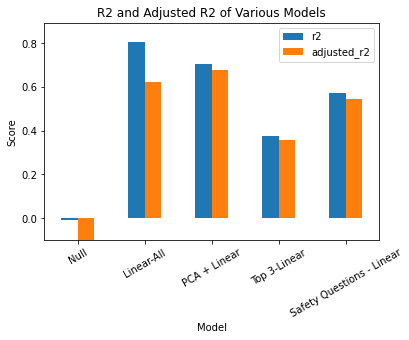 R2 and Adjusted R2 of Various Models
r2
adjusted_r2
Score
0.8
0.6
0.4
0.2
0.0
Null
Linear-All
PCA + Linear
Top 3-Linear
Safety Questions - Linear
Model